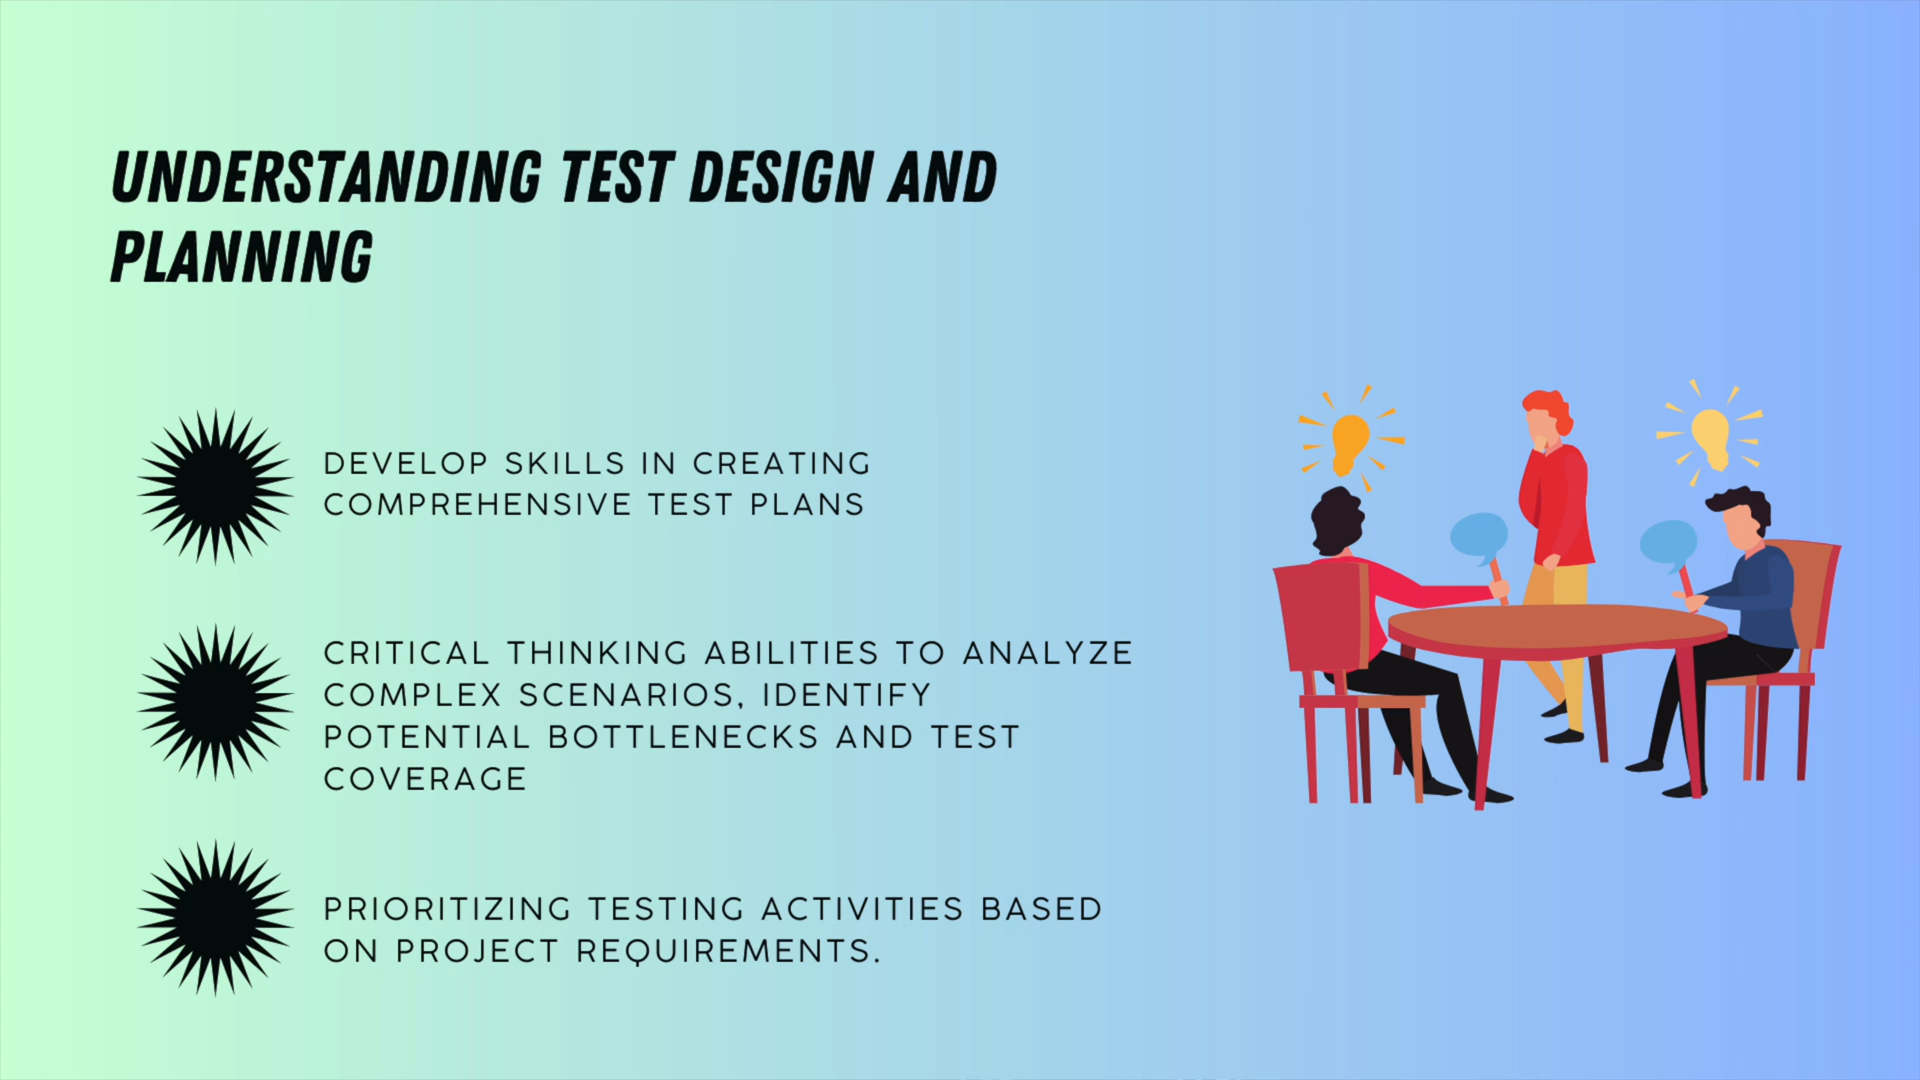 UNDERSTANDING TEST DESIGN AND
PLANNING
DEVELOP SKILLS IN CREATING
COMPREHENSIVE TEST PLANS
CRITICAL THINKING ABILITIES TO ANALYZE
COMPLEX SCENARIOS, IDENTIFY
POTENTIAL BOTTLENECKS AND TEST
COVERAGE
PRIORITIZING TESTING ACTIVITIES BASED
ON PROJECT REQUIREMENTS.